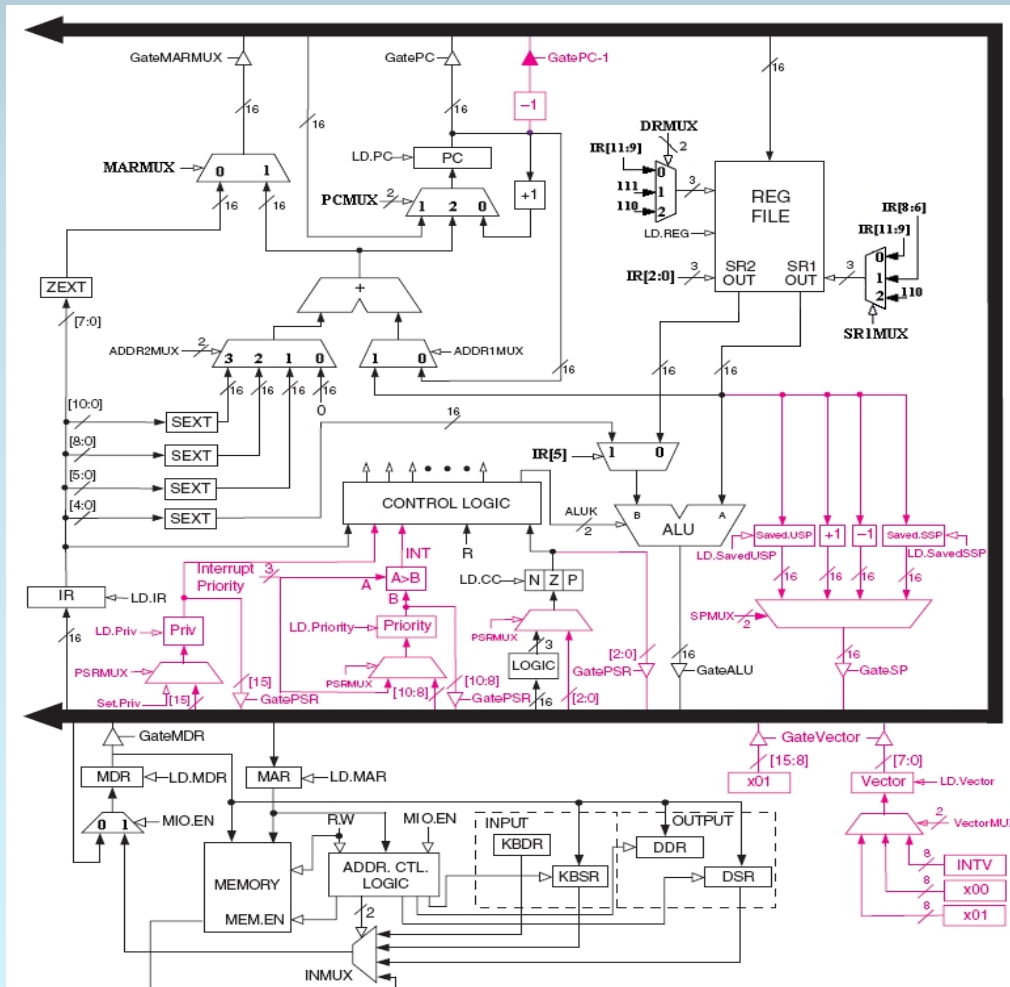 GateMARMUX
GatePC
GatePC-1
16
16
16
−1
16
DRMUX
2
IR[11:9]
LD.PC
PC
MARMUX
0 1
2
PCMUX
1 2 0
+1
0
1
2
111
110
3
REG
FILE
IR[8:6]
IR[11:9]
16
16
LD.REG
ZEXT
[7:0]
+
IR[2:0]
3
SR2
OUT
SR1
OUT
3
0
1
2
110
SR1MUX
ADDR2MUX
2
3 2 1 0
1 0
ADDR1MUX
16
16
16
16
16
16
16
0
[10:0]
SEXT
[8:0]
SEXT
[5:0]
SEXT
[4:0]
SEXT
16
IR[5]
1 0
CONTROL LOGIC
ALUK
2
B
A
ALU
Saved.USP
+1
−1
Saved.SSP
LD.SavedUSP
LD.SavedSSP
16
16
16
16
INT
R
Interrupt
Priority
3
A
A>B
B
LD.CC
N Z P
IR
LD.IR
16
LD.Priv
Priv
LD.Priority
Priority
PSRMUX
PSRMUX
PSRMUX
SPMUX
2
3
LOGIC
16
[2:0]
[2:0]
GatePSR
16
GateALU
16
GateSP
Set.Priv
[15]
[15]
GatePSR
[10:8]
[10:8]
GatePSR
GateMDR
GateVector
[15:8]
[7:0]
MDR
LD.MDR
MAR
LD.MAR
x01
Vector
LD.Vector
0 1
MIO.EN
R.W
MIO.EN
INPUT
KBDR
OUTPUT
DDR
2
VectorMUX
MEMORY
MEM.EN
ADDR. CTL.
LOGIC
KBSR
DSR
8
INTV
8
x00
8
x01
2
INMUX